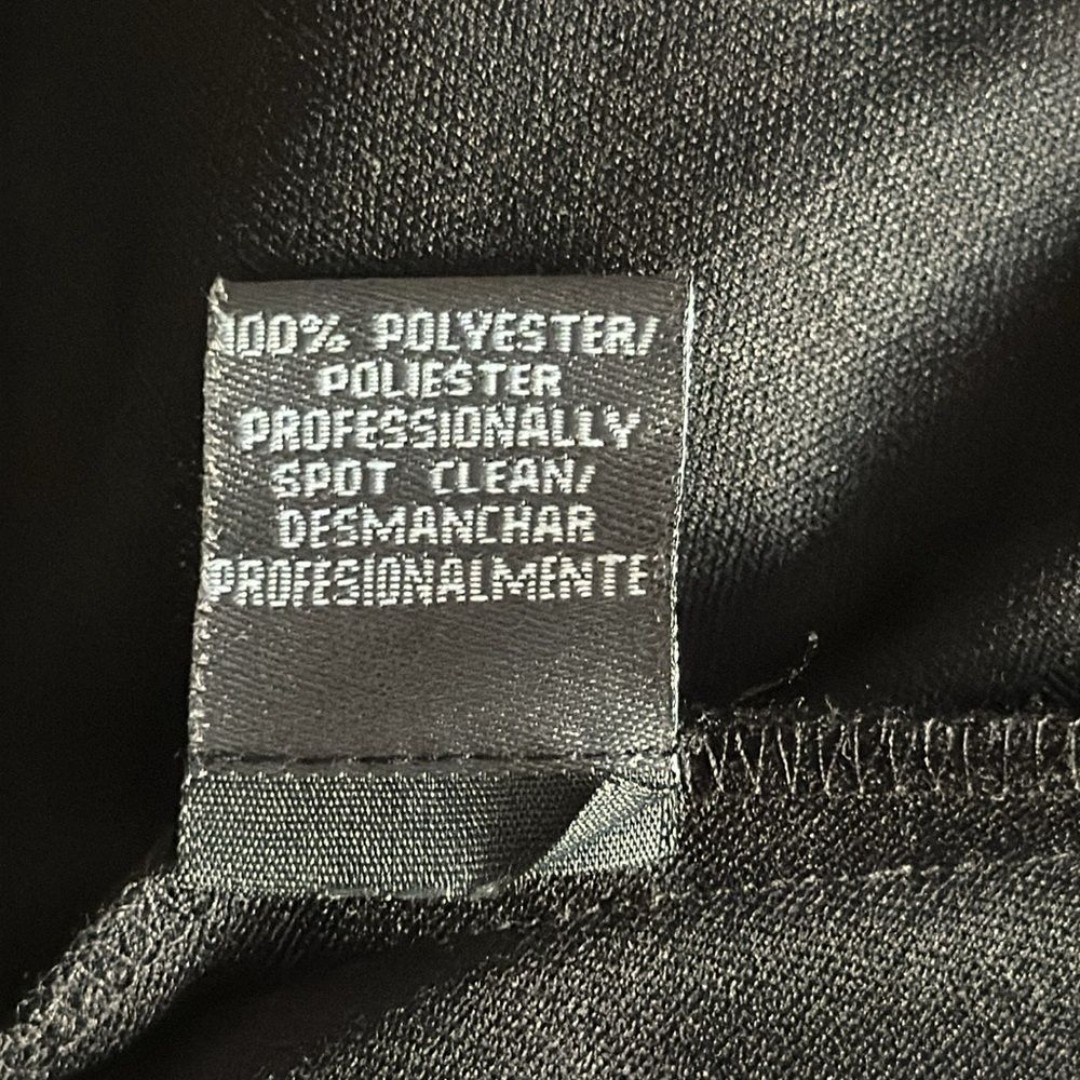 100% POLYESTER/
POLIESTER
PROFESSIONALLY
SPOT CLEAN/
DESMANCHAR
PROFESIONALMENTE